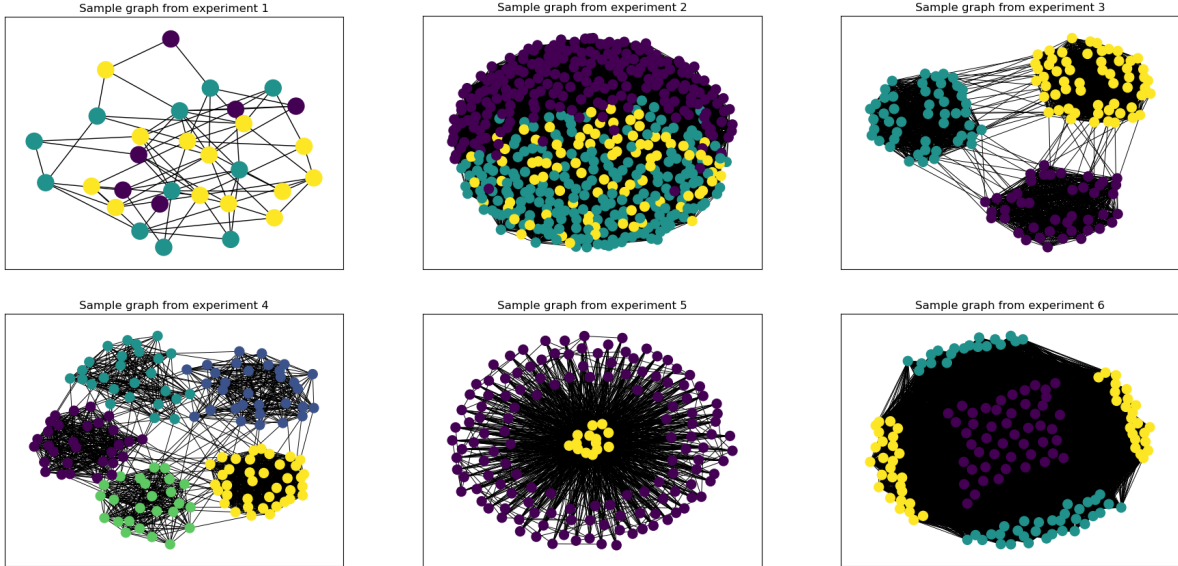 Sample graph from experiment 1
Sample graph from experiment 2
Sample graph from experiment 3
Sample graph from experiment 4
Sample graph from experiment 5
Sample graph from experiment 6